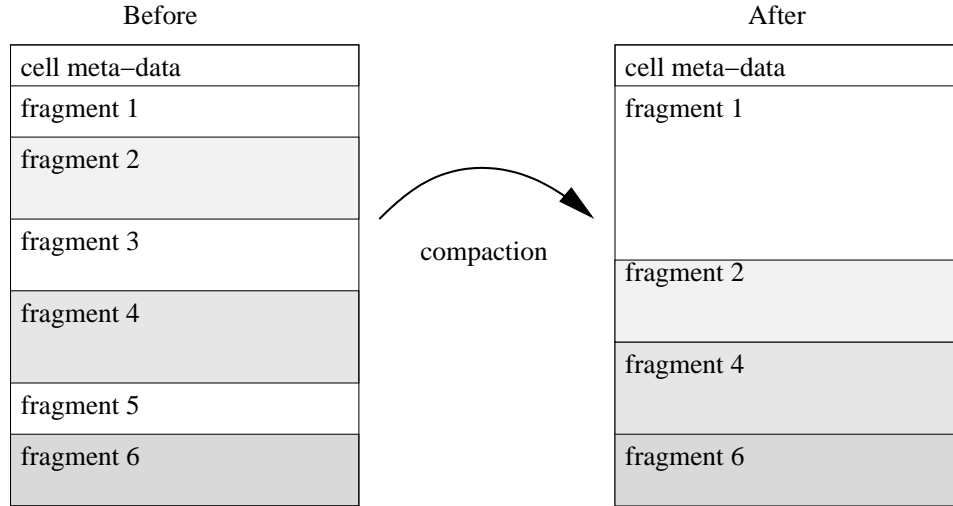 Before
cell meta−data
fragment 1
fragment 2
fragment 3
fragment 4
fragment 5
fragment 6
compaction
After
cell meta−data
fragment 1
fragment 2
fragment 4
fragment 6